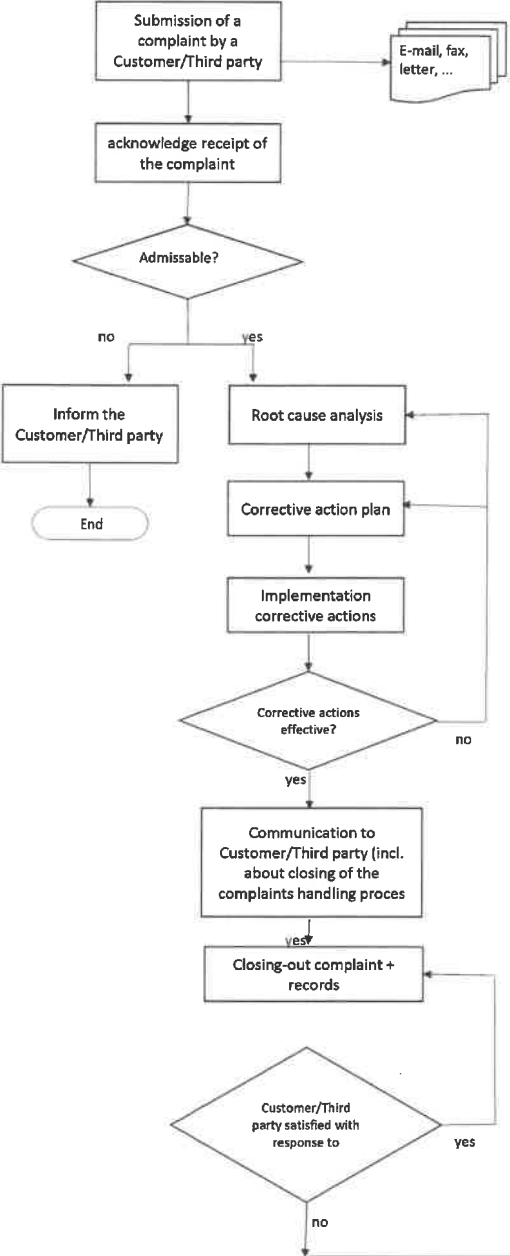 Submission of a
complaint by a
Customer/Third party
E-mail, fax,
letter, ...
acknowledge receipt of
the complaint
Admissable?
no
yes
Inform the
Customer/Third party
Root cause analysis
End
Corrective action plan
Implementation
corrective actions
Corrective actions
effective?
no
yes
Communication to
Customer/Third party (incl.
about closing of the
complaints handling proces
yes
Closing-out complaint +
records
Customer/Third
party satisfied with
response to
yes
no